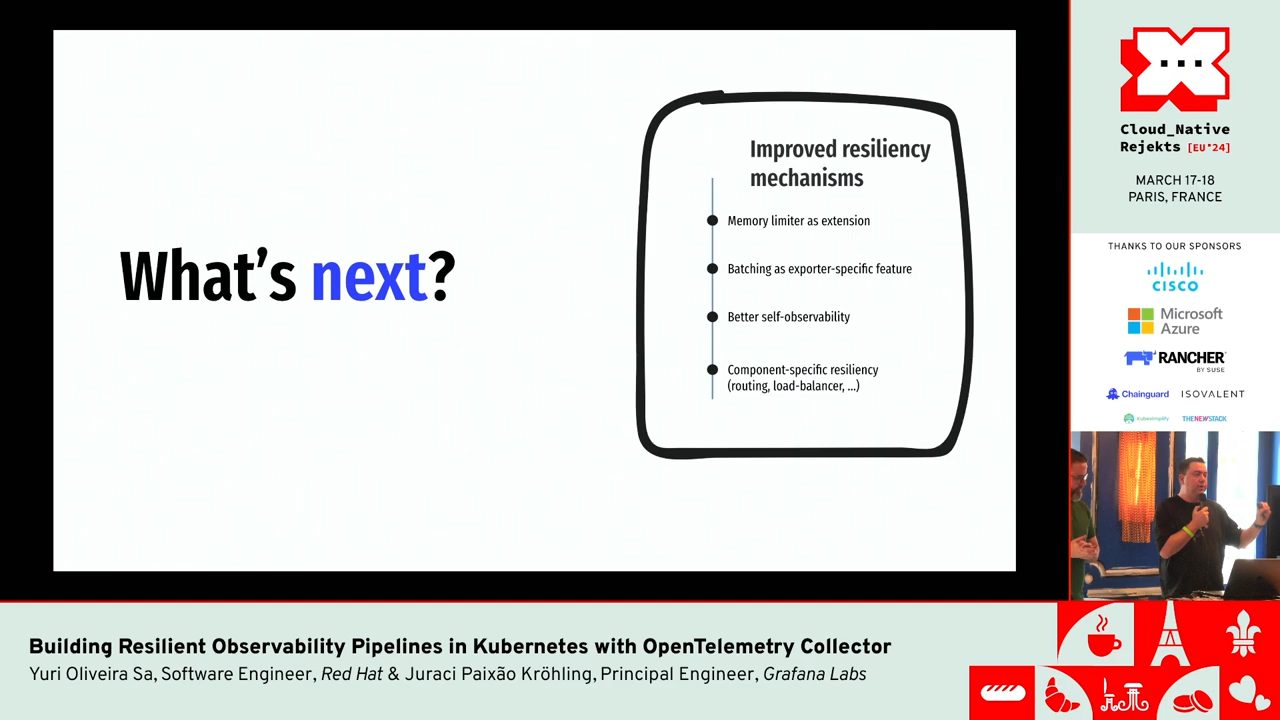 What's next?
Improved resiliency
mechanisms
Memory limiter as extension
Batching as exporter-specific feature
Better self-observability
Component-specific resiliency
(routing, load-balancer, ...)
Cloud_Native
Rejekts [EU'24]
MARCH 17-18
PARIS, FRANCE
THANKS TO OUR SPONSORS
CISCO
Microsoft
Azure
RANCHER
BY SUSE
Chainguard
ISOVALENT
Kubesimplify
THENEWSTACK
Building Resilient Observability Pipelines in Kubernetes with OpenTelemetry Collector
Yuri Oliveira Sa, Software Engineer, Red Hat & Juraci Paixão Kröhling, Principal Engineer, Grafana Labs